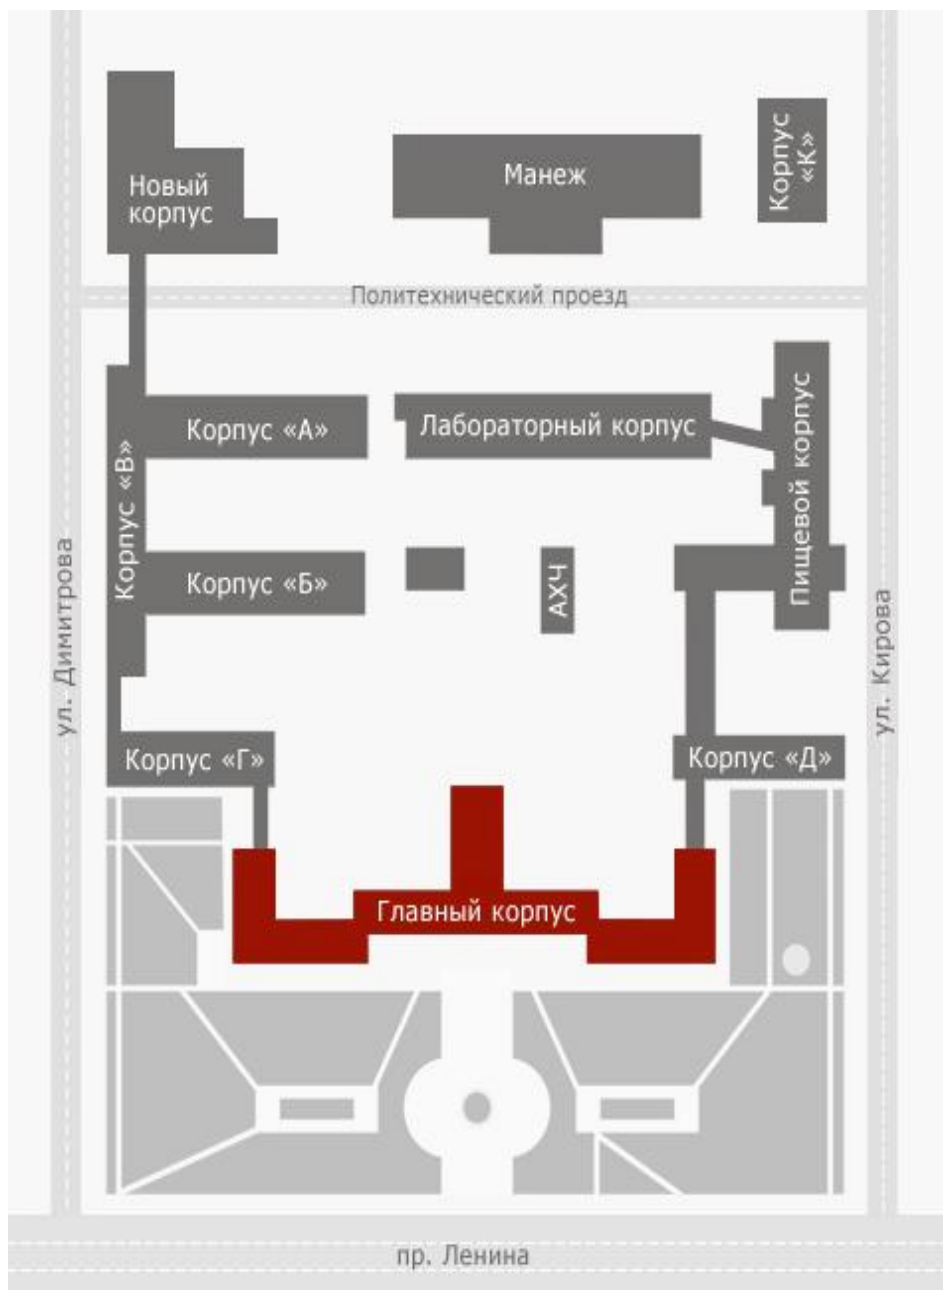 Новый
корпус
Манеж
Корпус
«К»
Политехнический проезд
Корпус «А»
Лабораторный корпус
Пищевой корпус
Корпус «В»
Корпус «Б»
АХЧ
ул. Димитрова
ул. Кирова
Корпус «Г»
Корпус «Д»
Главный корпус
пр. Ленина